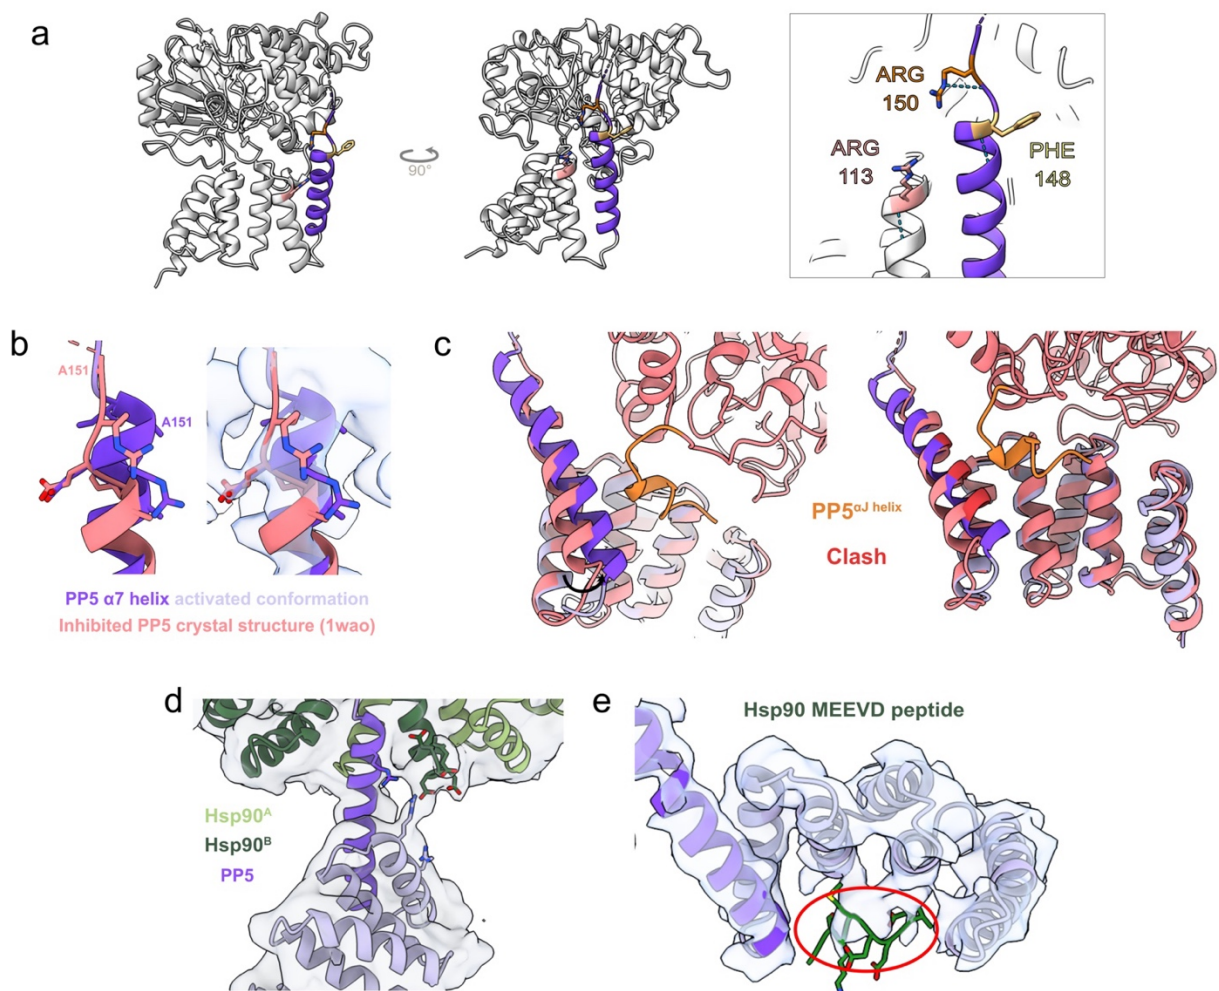 a
90°
ARG
150
ARG
113
PHE
148
b
A151
A151
PP5 α7 helix activated conformation
Inhibited PP5 crystal structure (1wao)
c
PP5αJ helix
Clash
d
Hsp90A
Hsp90B
PP5
e
Hsp90 MEEVD peptide